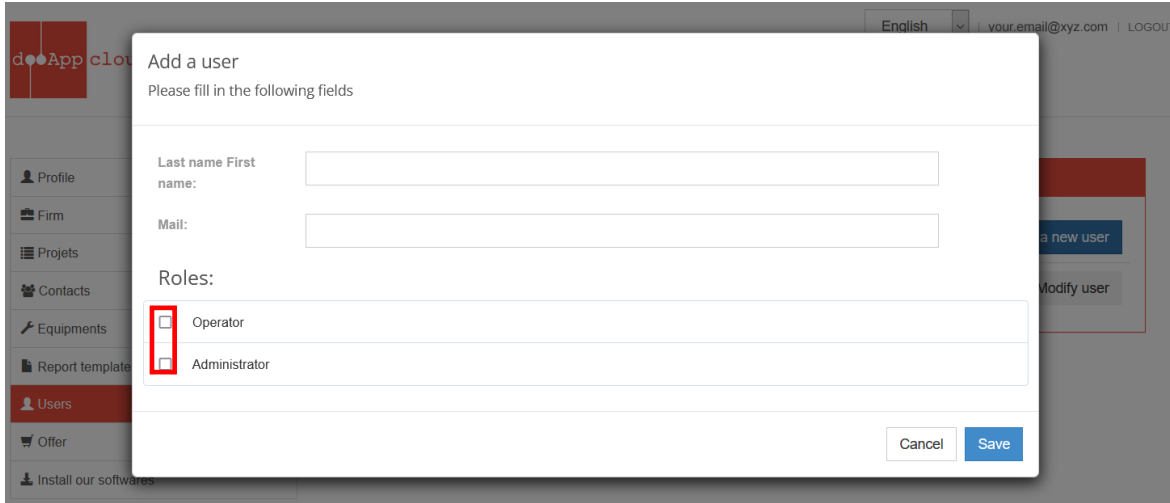 English
your.email@xyz.com | LOGOU
dooApp clou
Add a user
Please fill in the following fields
Last name First
name:
Mail:
Roles:
Operator
Administrator
Cancel
Save
Profile
Firm
Projets
Contacts
Equipments
Report template
Users
Offer
Install our softwares
a new user
Modify user